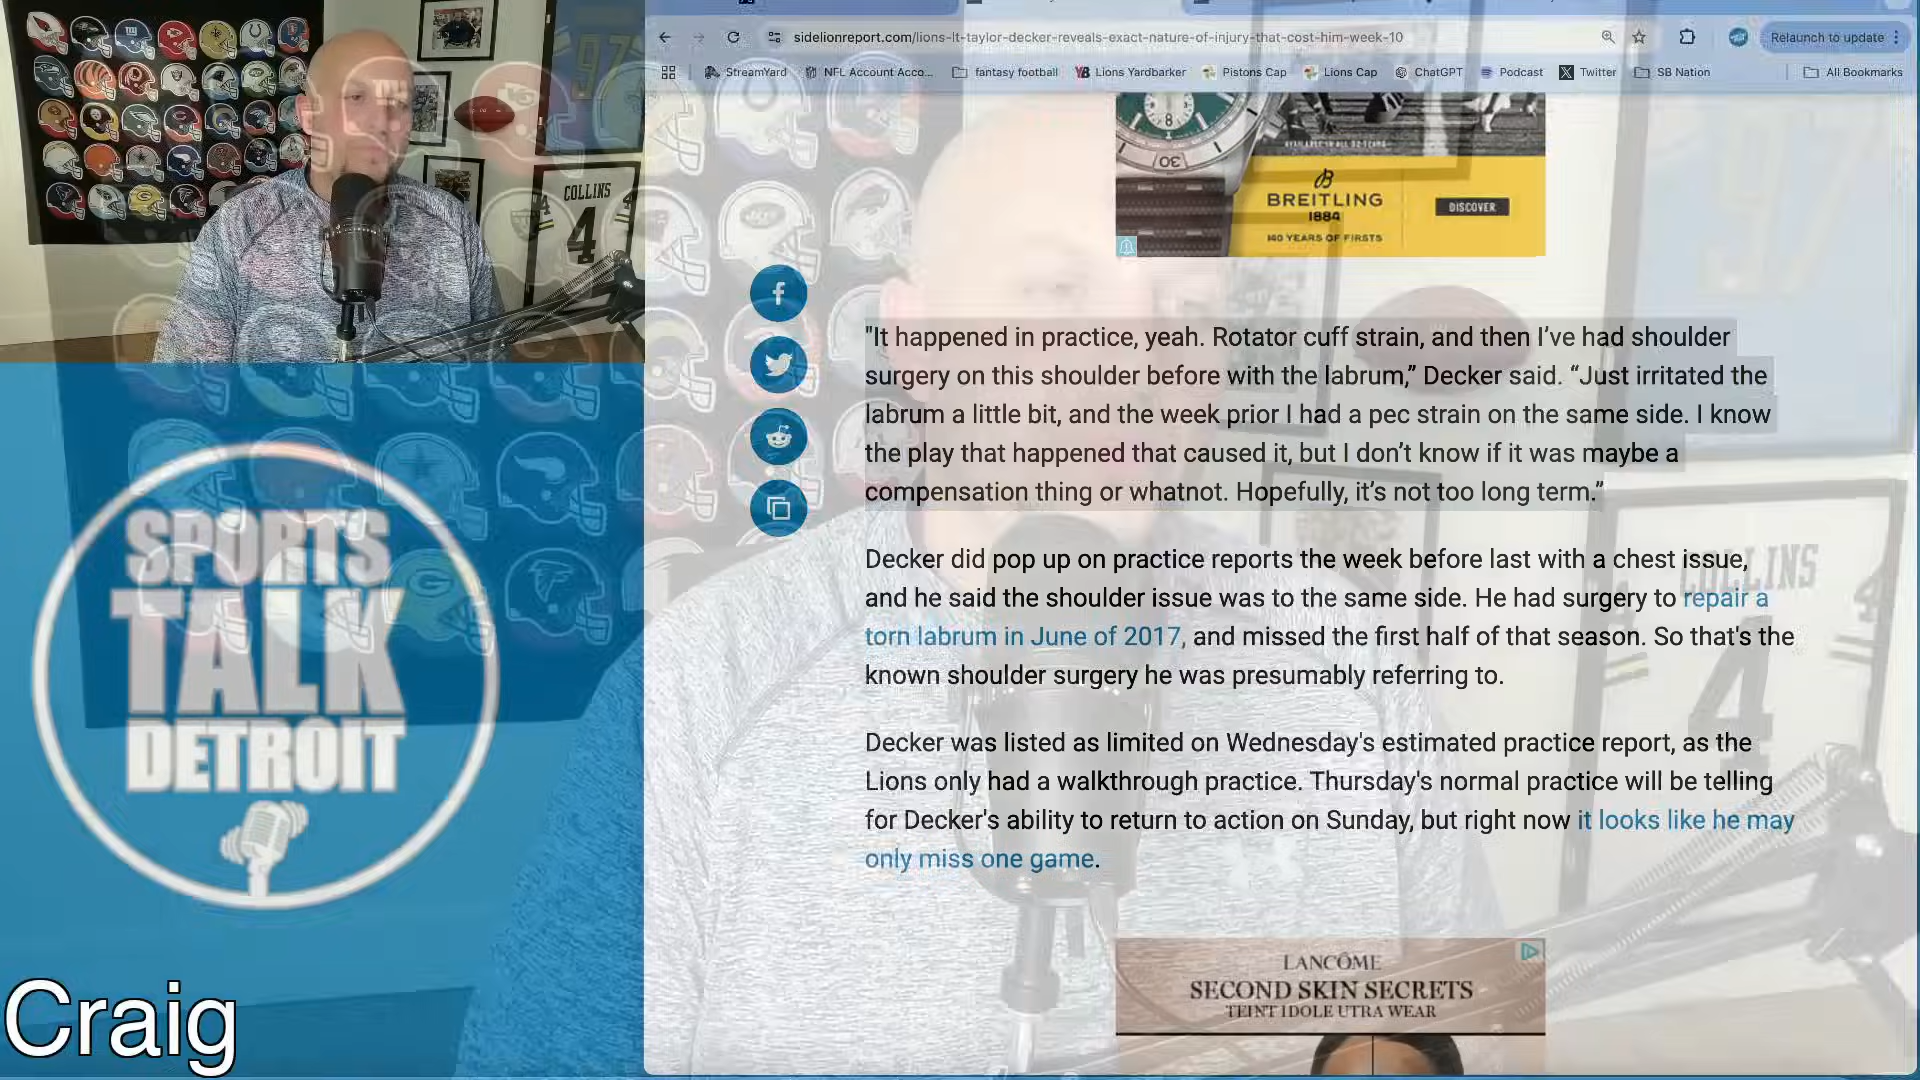 sidelionreport.com/lions-lt-taylor-decker-reveals-exact-nature-of-injury-that-cost-him-week-10
Relaunch to update
StreamYard
NFL Account Acco...
fantasy football
Lions Yardbarker
Pistons Cap
Lions Cap
ChatGPT
Podcast
Twitter
SB Nation
All Bookmarks
BREITLING
1884
140 YEARS OF FIRSTS
DISCOVER
COLLINS
4
97
"It happened in practice, yeah. Rotator cuff strain, and then I’ve had shoulder
surgery on this shoulder before with the labrum,” Decker said. “Just irritated the
labrum a little bit, and the week prior I had a pec strain on the same side. I know
the play that happened that caused it, but I don’t know if it was maybe a
compensation thing or whatnot. Hopefully, it’s not too long term.”
Decker did pop up on practice reports the week before last with a chest issue,
and he said the shoulder issue was to the same side. He had surgery to repair a
torn labrum in June of 2017, and missed the first half of that season. So that's the
known shoulder surgery he was presumably referring to.
Decker was listed as limited on Wednesday's estimated practice report, as the
Lions only had a walkthrough practice. Thursday's normal practice will be telling
for Decker's ability to return to action on Sunday, but right now it looks like he may
only miss one game.
COLLINS
4
LANCÔME
SECOND SKIN SECRETS
TEINT IDOLE UTRA WEAR
SPORTS
TALK
DETROIT
Craig